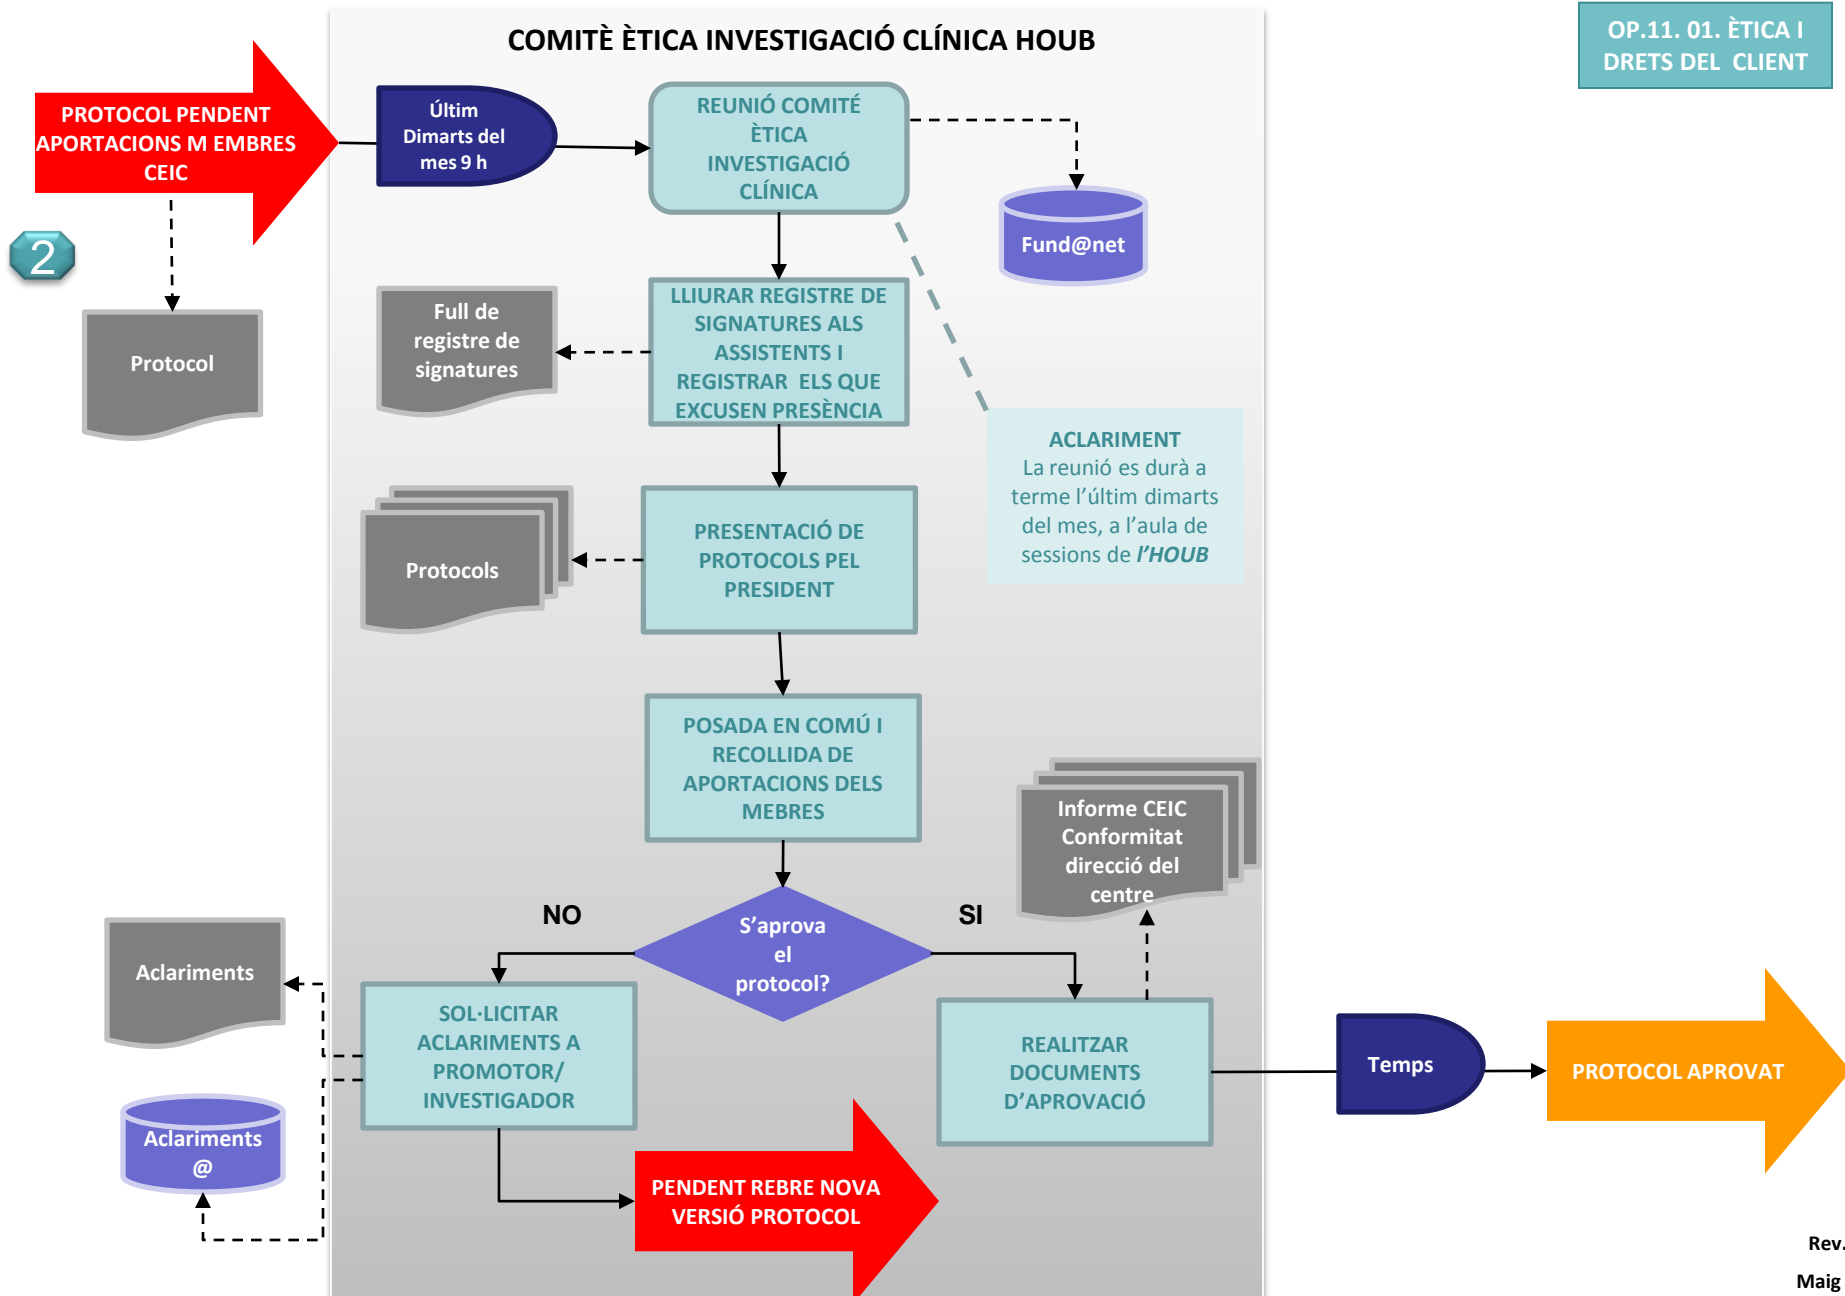 COMITÈ ÈTICA INVESTIGACIÓ CLÍNICA HOUB
OP.11. 01. ÈTICA I
DRETS DEL CLIENT
PROTOCOL PENDENT
APORTACIONS M EMBRES
CEIC
Últim
Dimarts del
mes 9 h
REUNIÓ COMITÉ
ÈTICA
INVESTIGACIÓ
CLÍNICA
Fund@net
2
Protocol
Full de
registre de
signatures
LLIURAR REGISTRE DE
SIGNATURES ALS
ASSISTENTS I
REGISTRAR ELS QUE
EXCUSEN PRESÈNCIA
ACLARIMENT
La reunió es durà a
terme l'últim dimarts
del mes, a l'aula de
sessions de l'HOUB
Protocols
PRESENTACIÓ DE
PROTOCOLS PEL
PRESIDENT
POSADA EN COMÚ I
RECOLLIDA DE
APORTACIONS DELS
MEBRES
Informe CEIC
Conformitat
direcció del
centre
NO
S'aprova
el
protocol?
SI
Aclariments
SOL·LICITAR
ACLARIMENTS A
PROMOTOR/
INVESTIGADOR
REALITZAR
DOCUMENTS
D'APROVACIÓ
Temps
PROTOCOL APROVAT
Aclariments
@
PENDENT REBRE NOVA
VERSIÓ PROTOCOL
Rev.
Maig